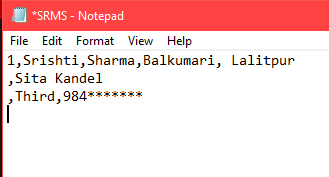 *SRMS - Notepad
File Edit Format View Help
1,Srishti,Sharma,Balkumari, Lalitpur
,Sita Kandel
,Third,984*******